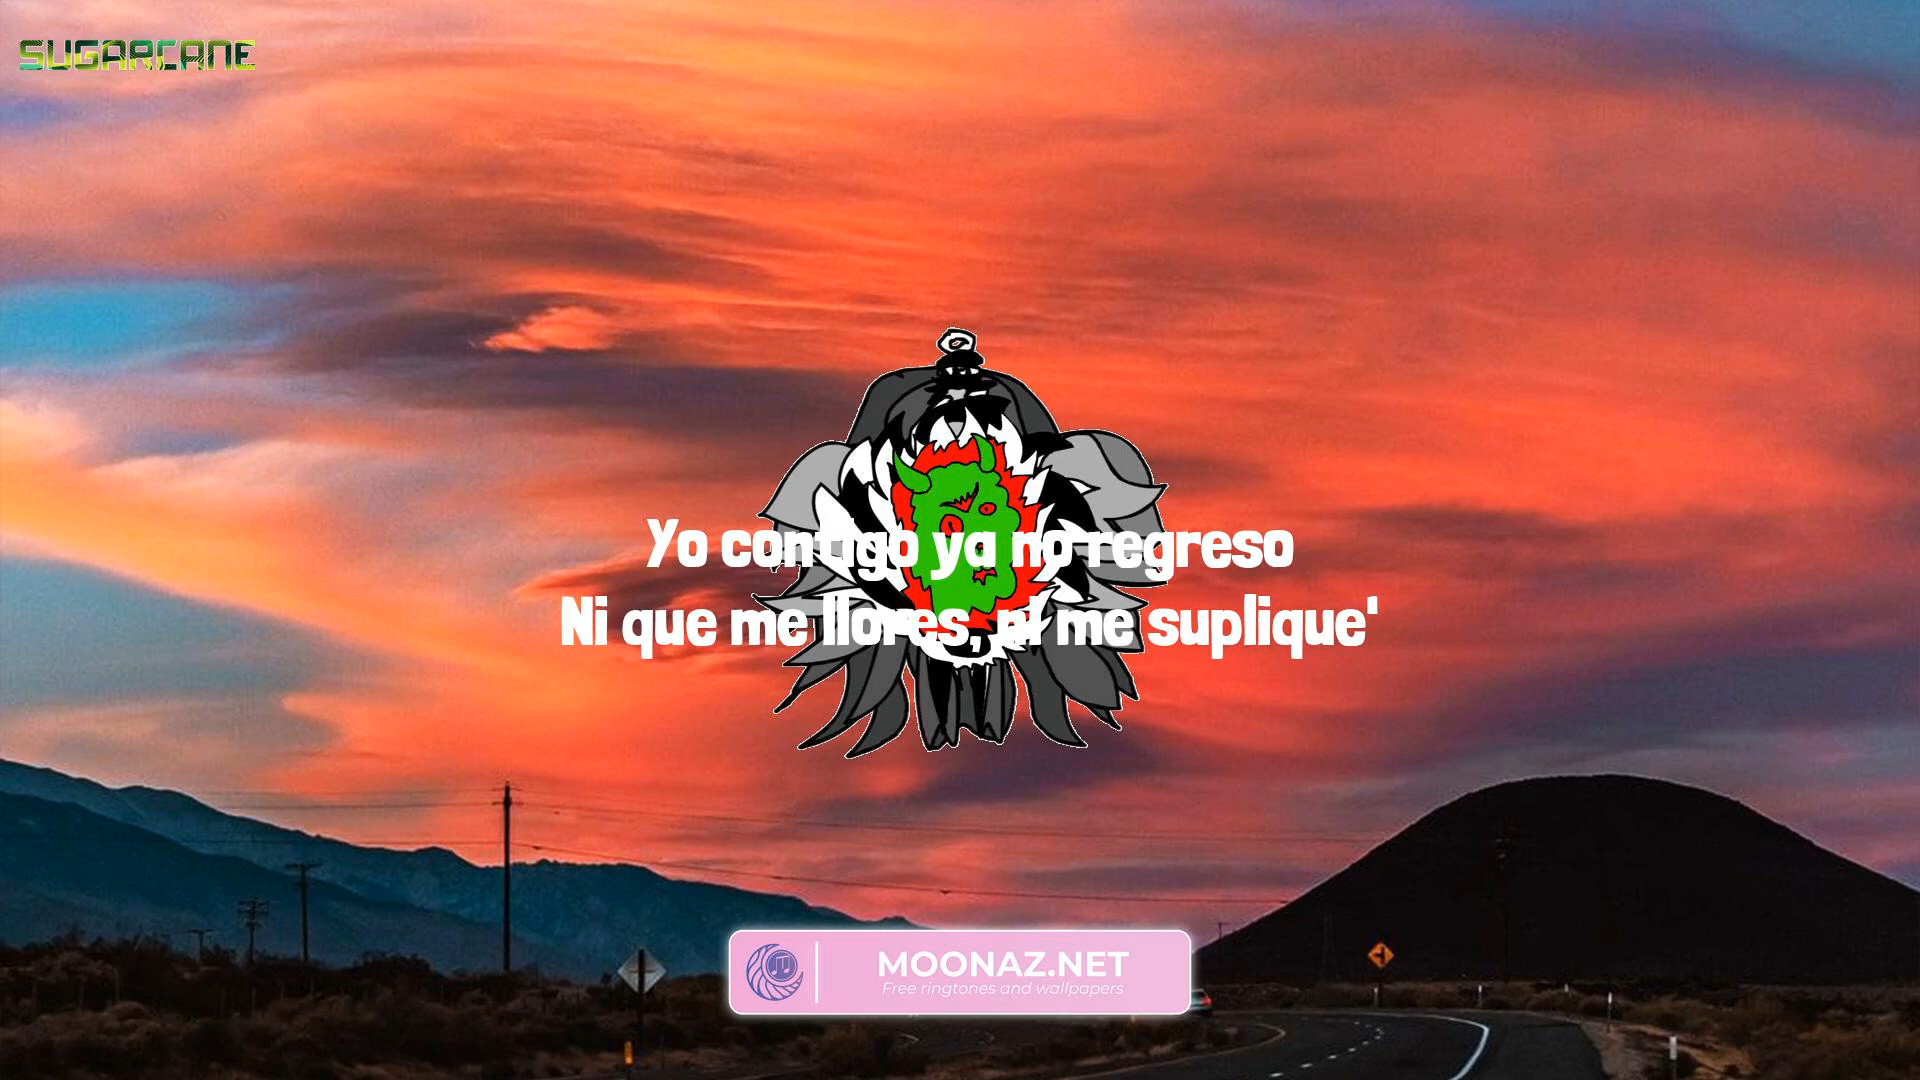 SUGARCANE
Yo contigo ya no regreso
Ni que me llores, ni me suplique'
MOONAZ.NET
Free ringtones and wallpapers